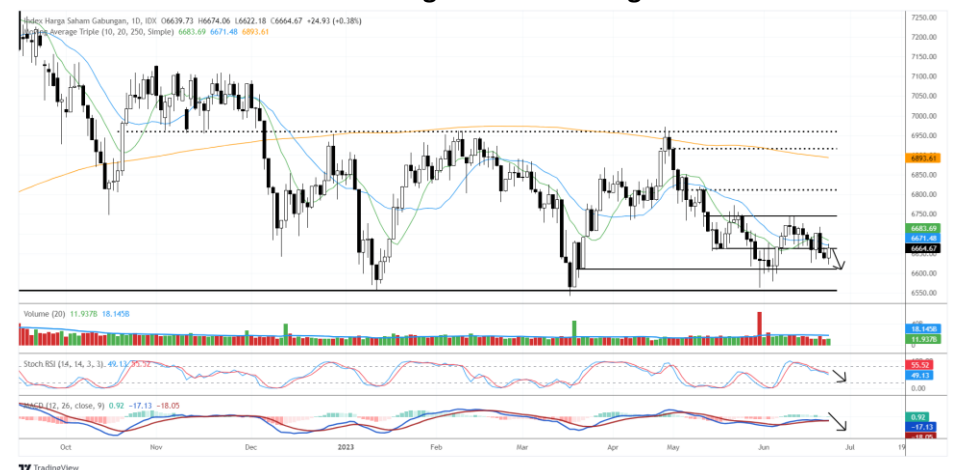 Index Harga Saham Gabungan, 1D, IDX O6639.73 H6674.06 L6622.18 C6664.67 +24.93 (+0.38%)
Moving Average Triple (10, 20, 250, Simple) 6683.69 6671.48 6893.61
7250.00
7200.00
7150.00
7100.00
7050.00
7000.00
6950.00
6893.61
6850.00
6800.00
6750.00
6683.69
6671.48
6664.67
6600.00
6550.00
Volume (20) 11.937B 18.145B
18.145B
11.937B
Stoch RSI (14, 14, 3, 3) 49.13 55.52
55.52
49.13
0.00
MACD (12, 26, close, 9) 0.92 −17.13 −18.05
0.92
−17.13
−18.05
Oct Nov Dec 2023 Feb Mar Apr May Jun Jul 19
TradingView